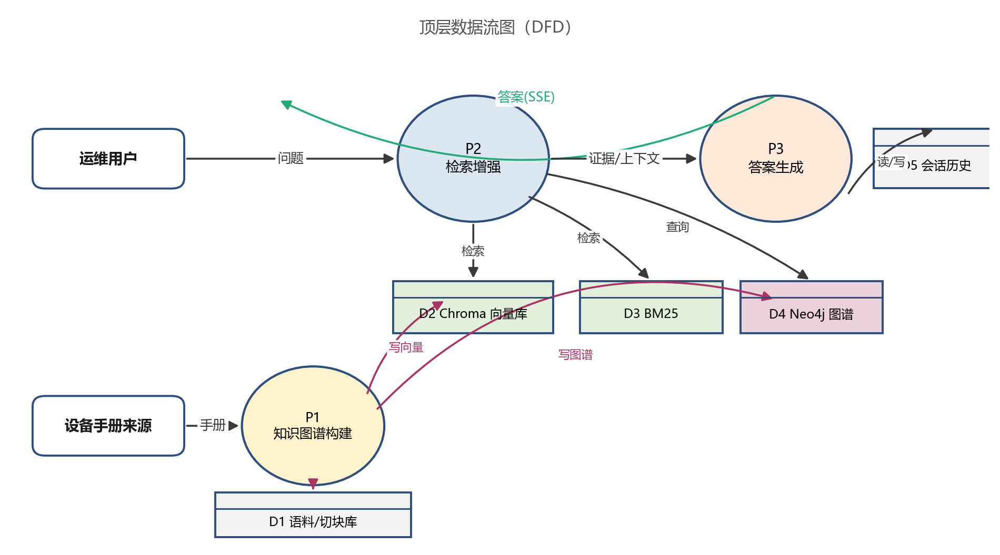 顶层数据流图（DFD）
答案(SSE)
运维用户
问题
P2
检索增强
证据/上下文
P3
答案生成
读/写
D5 会话历史
检索
检索
查询
D2 Chroma 向量库
D3 BM25
D4 Neo4j 图谱
写向量
写图谱
设备手册来源
手册
P1
知识图谱构建
D1 语料/切块库